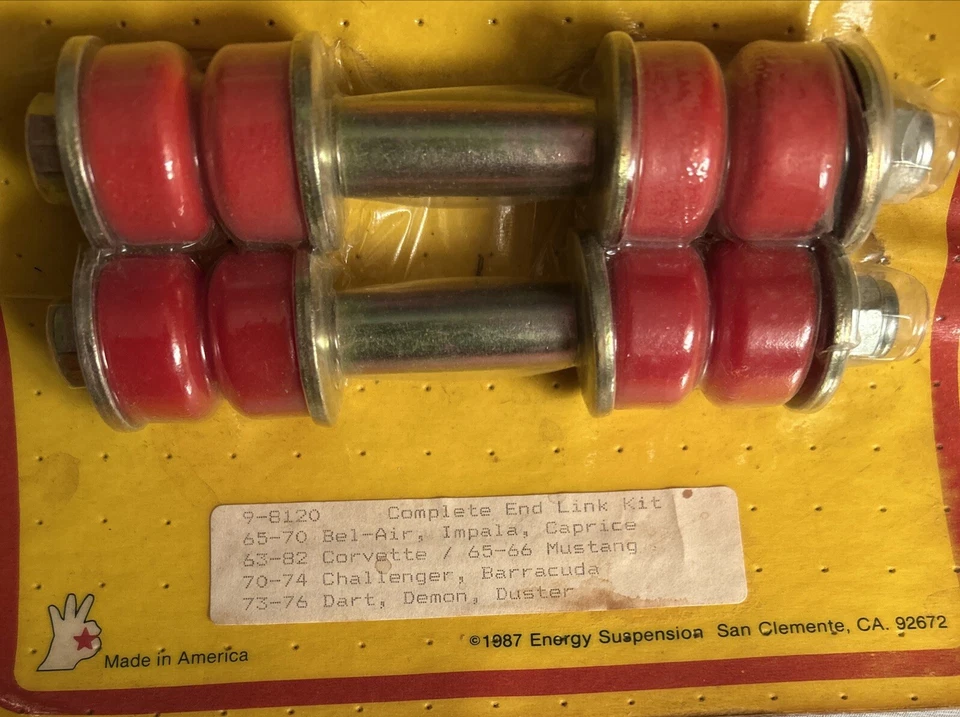 9-8120 Complete End Link Kit
65-70 Bel-Air, Impala, Caprice
63-82 Corvette / 65-66 Mustang
70-74 Challenger, Barracuda
73-76 Dart, Demon, Duster
Made in America
©1987 Energy Suspension San Clemente, CA. 92672